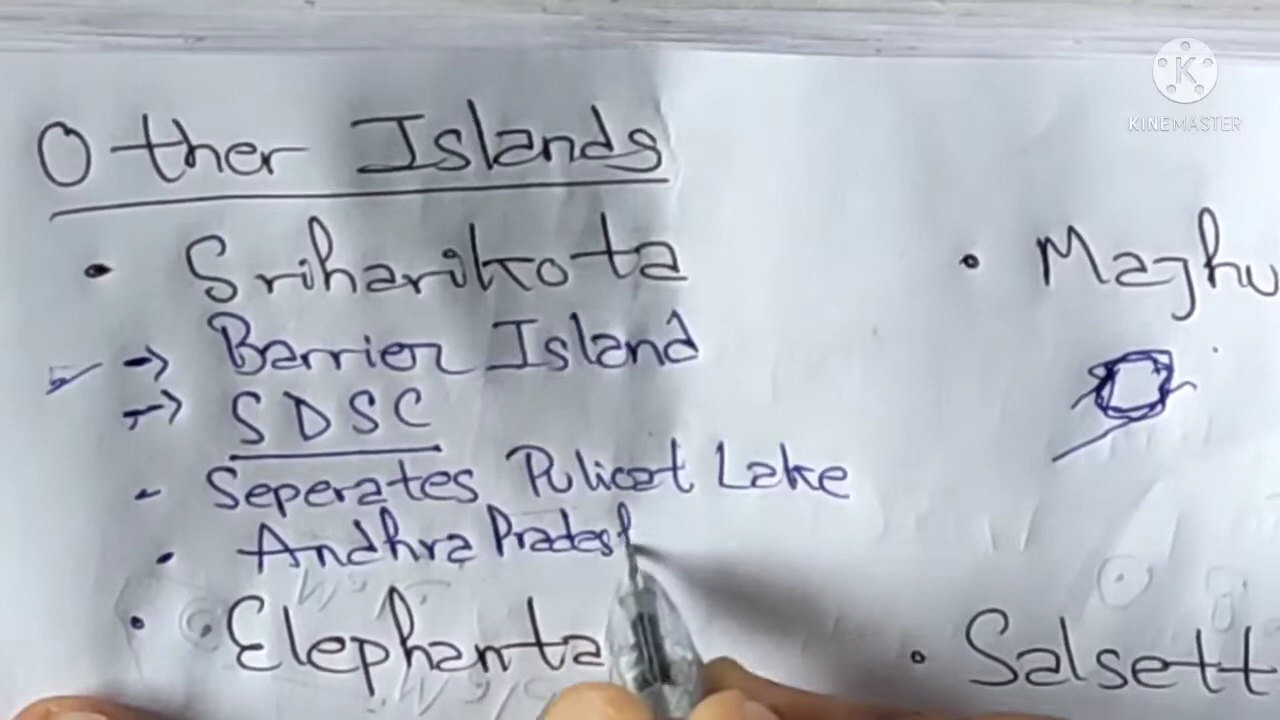 Other Islands
• Sriharikota
→ Barrier Island
→ SDSC
- Seperates Pulicat Lake
• Andhra Pradesh
• Elephanta
• Majhu
• Salsett
K
KINEMASTER